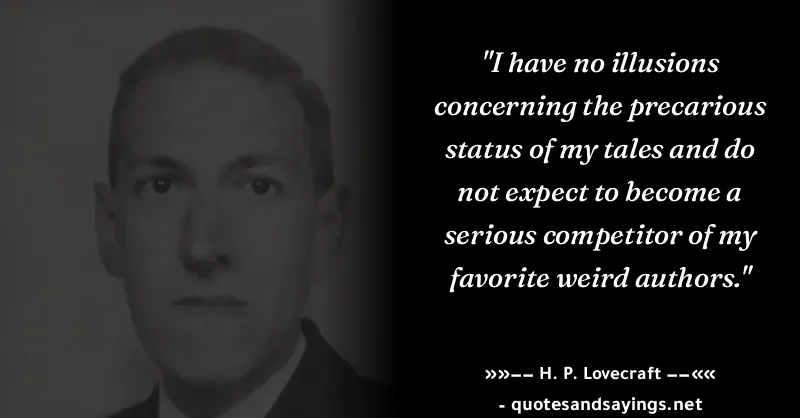 "I have no illusions
concerning the precarious
status of my tales and do
not expect to become a
serious competitor of my
favorite weird authors."
»»−− H. P. Lovecraft −−««
- quotesandsayings.net